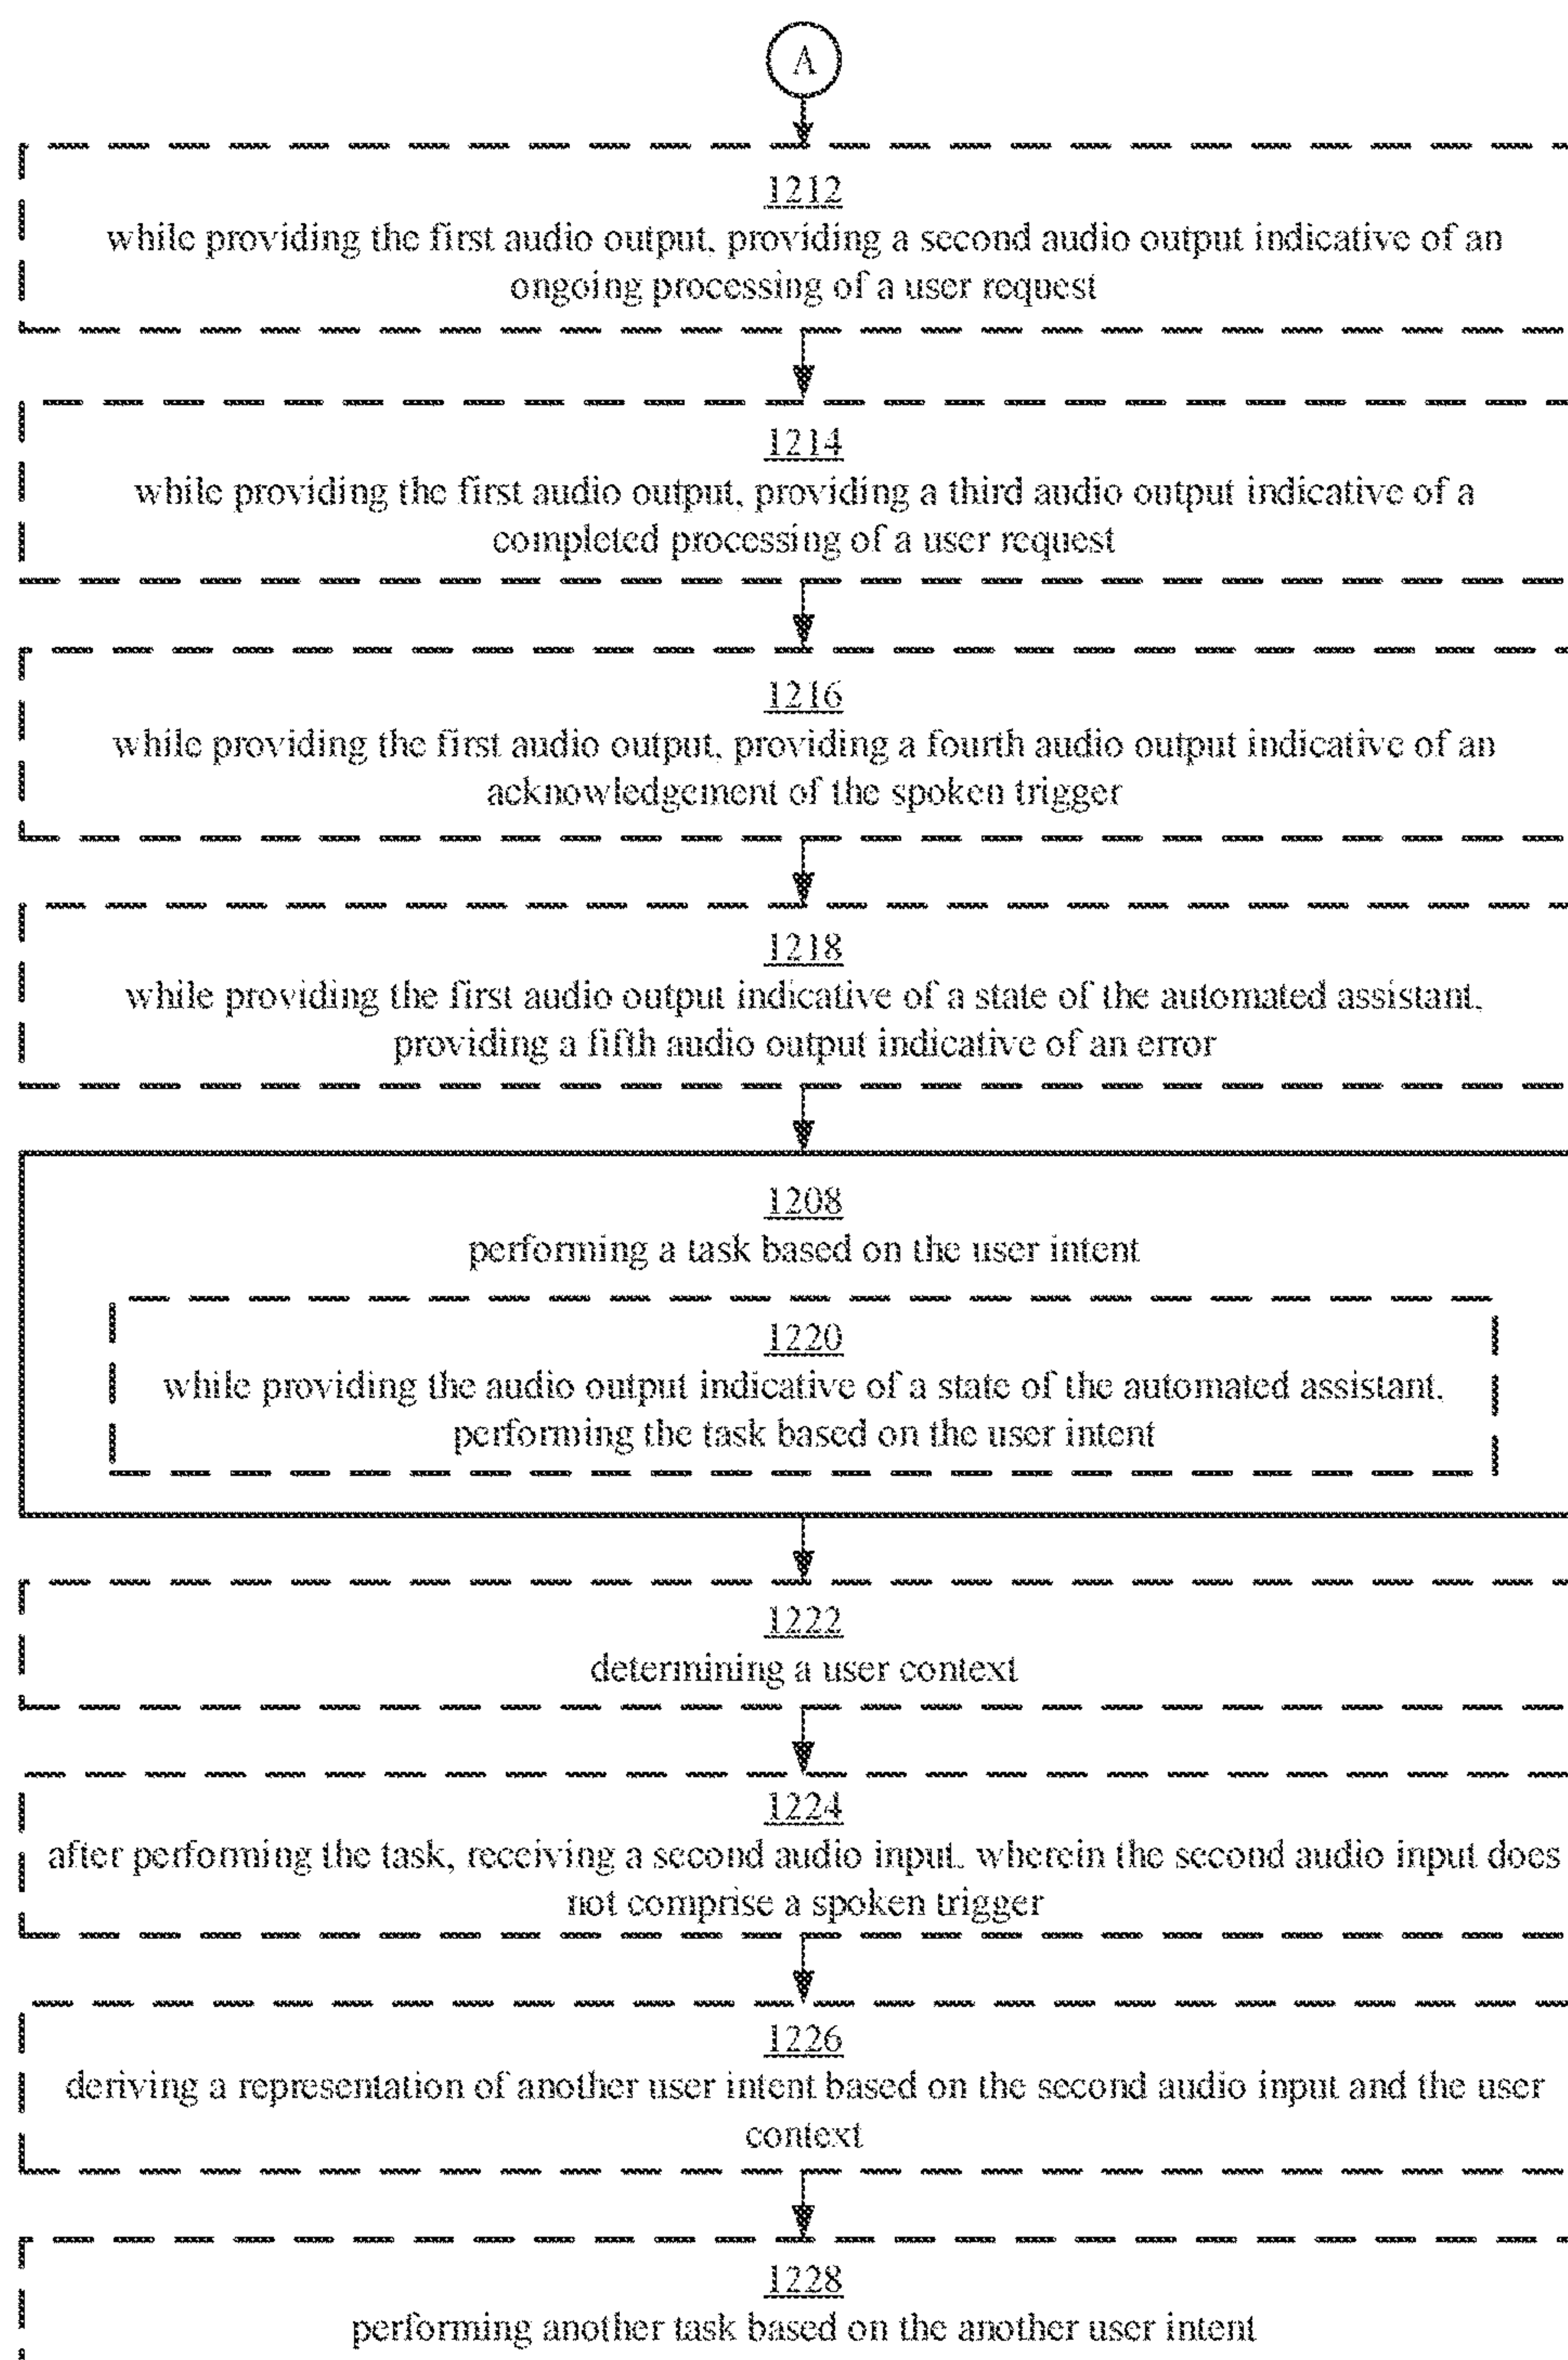 A
1212
while providing the first audio output, providing a second audio output indicative of an
ongoing processing of a user request
1214
while providing the first audio output, providing a third audio output indicative of a
completed processing of a user request
1216
while providing the first audio output, providing a fourth audio output indicative of an
acknowledgement of the spoken trigger
1218
while providing the first audio output indicative of a state of the automated assistant,
providing a fifth audio output indicative of an error
1208
performing a task based on the user intent
1220
while providing the audio output indicative of a state of the automated assistant,
performing the task based on the user intent
1222
determining a user context
1224
after performing the task, receiving a second audio input, wherein the second audio input does
not comprise a spoken trigger
1226
deriving a representation of another user intent based on the second audio input and the user
context
1228
performing another task based on the another user intent